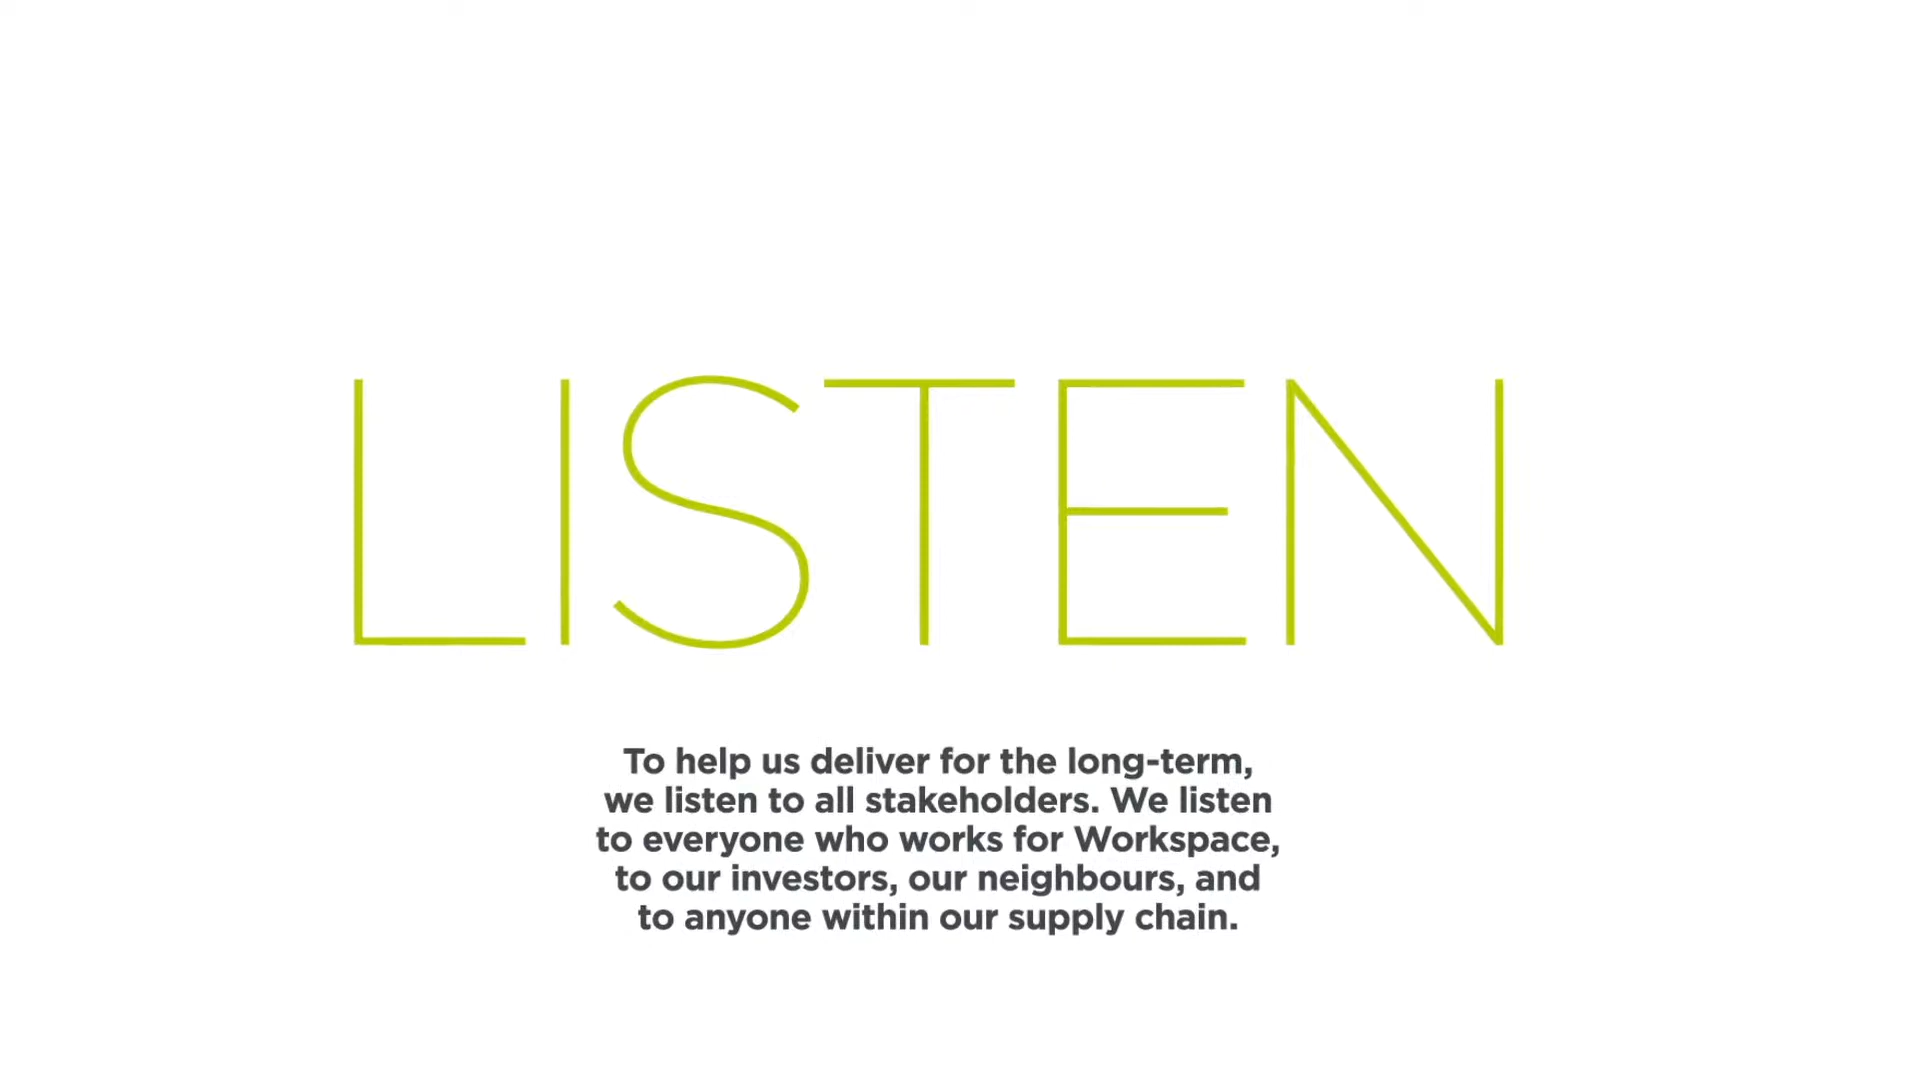 LISTEN
To help us deliver for the long-term,
we listen to all stakeholders. We listen
to everyone who works for Workspace,
to our investors, our neighbours, and
to anyone within our supply chain.